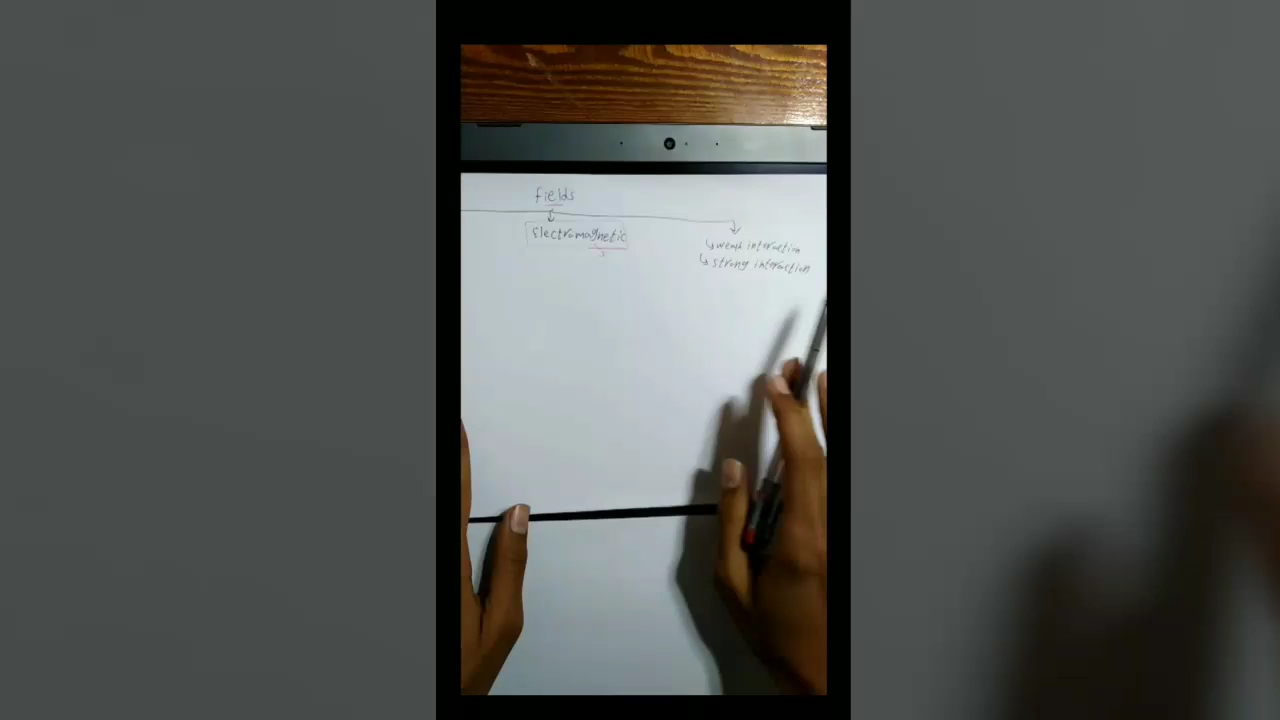 fields
Electromagnetic
weak interaction
strong interaction